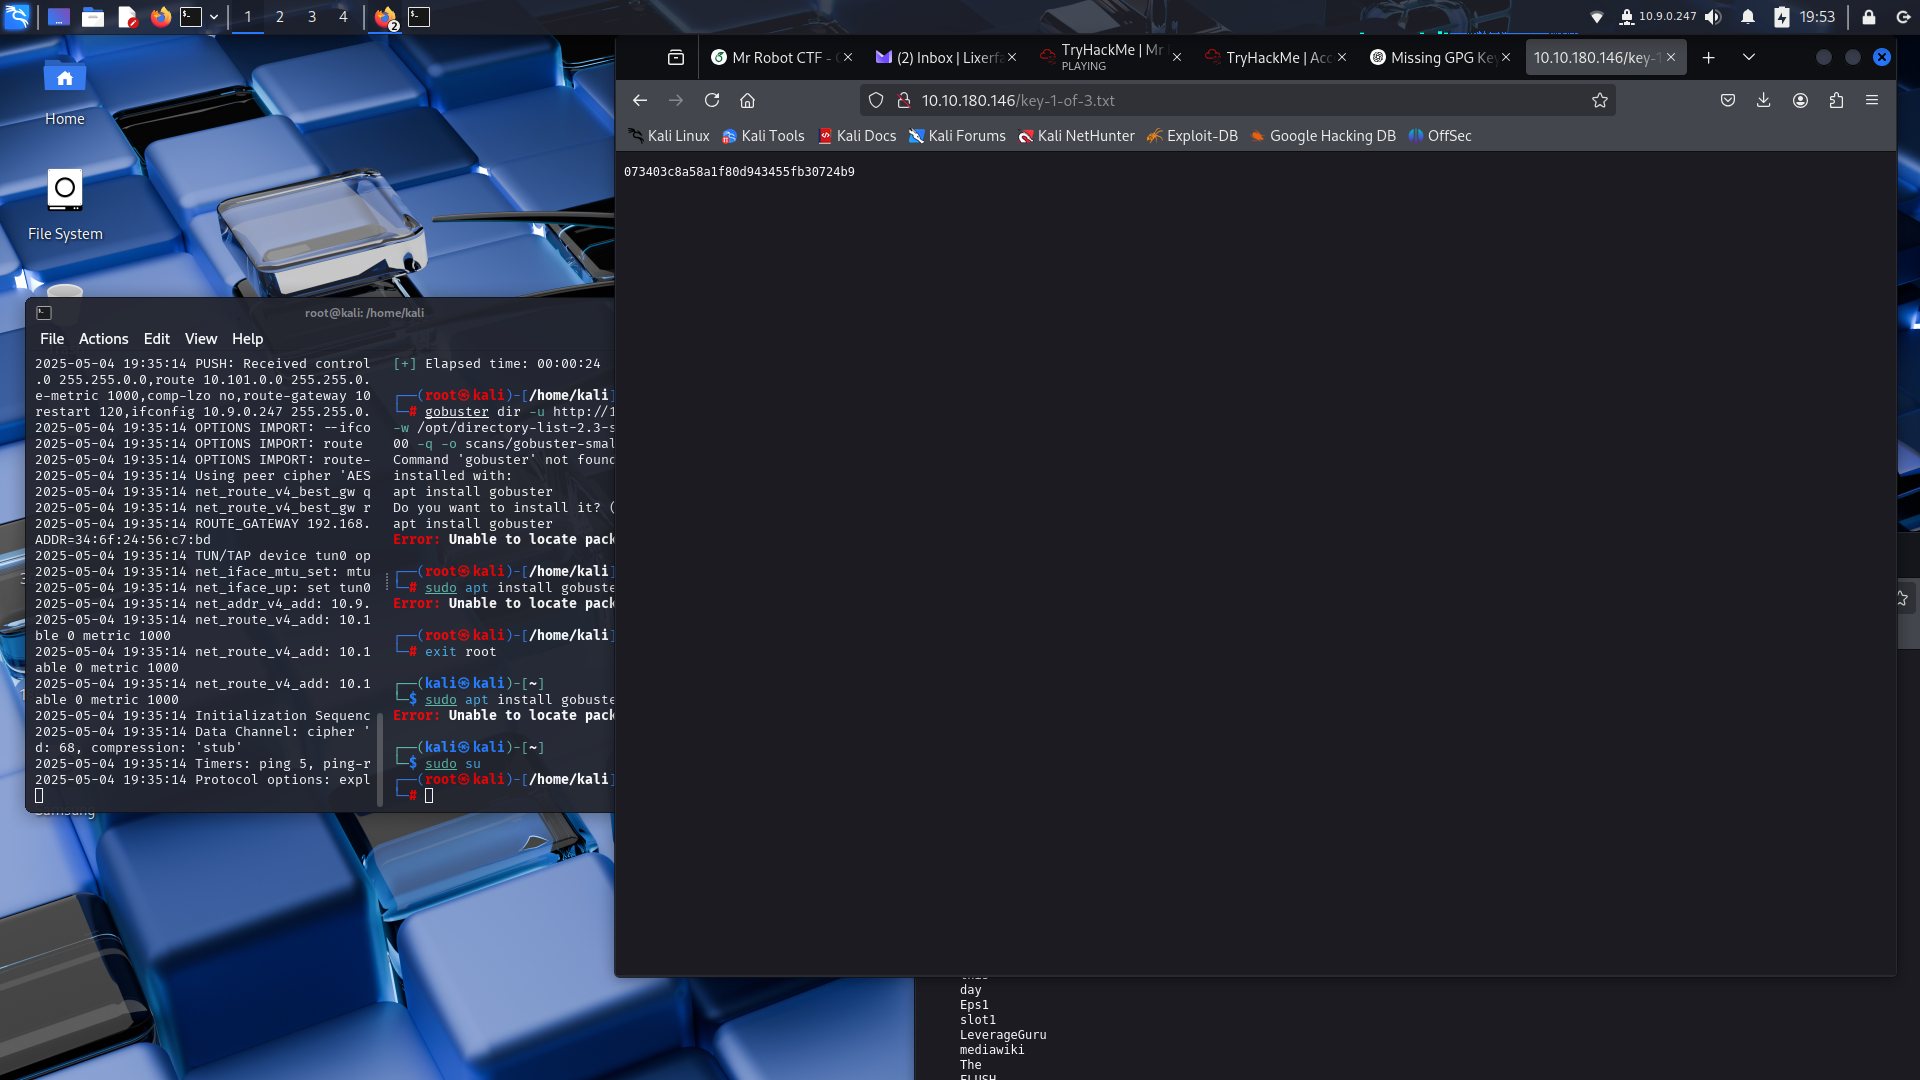 1
2
3
4
2
10.9.0.247
19:53
Home
File System
Mr Robot CTF -
(2) Inbox | Lixerfa
TryHackMe | Mr
PLAYING
TryHackMe | Acc
Missing GPG Key
10.10.180.146/key-1
10.10.180.146/key-1-of-3.txt
Kali Linux
Kali Tools
Kali Docs
Kali Forums
Kali NetHunter
Exploit-DB
Google Hacking DB
OffSec
073403c8a58a1f80d943455fb30724b9
root@kali: /home/kali
File Actions Edit View Help
2025-05-04 19:35:14 PUSH: Received control
.0 255.255.0.0,route 10.101.0.0 255.255.0.
e-metric 1000,comp-lzo no,route-gateway 10
restart 120,ifconfig 10.9.0.247 255.255.0.
2025-05-04 19:35:14 OPTIONS IMPORT: --ifco
2025-05-04 19:35:14 OPTIONS IMPORT: route
2025-05-04 19:35:14 OPTIONS IMPORT: route-
2025-05-04 19:35:14 Using peer cipher 'AES
2025-05-04 19:35:14 net_route_v4_best_gw q
2025-05-04 19:35:14 net_route_v4_best_gw r
2025-05-04 19:35:14 ROUTE_GATEWAY 192.168.
ADDR=34:6f:24:56:c7:bd
2025-05-04 19:35:14 TUN/TAP device tun0 op
2025-05-04 19:35:14 net_iface_mtu_set: mtu
2025-05-04 19:35:14 net_iface_up: set tun0
2025-05-04 19:35:14 net_addr_v4_add: 10.9.
2025-05-04 19:35:14 net_route_v4_add: 10.1
ble 0 metric 1000
2025-05-04 19:35:14 net_route_v4_add: 10.1
able 0 metric 1000
2025-05-04 19:35:14 net_route_v4_add: 10.1
able 0 metric 1000
2025-05-04 19:35:14 Initialization Sequenc
2025-05-04 19:35:14 Data Channel: cipher '
d: 68, compression: 'stub'
2025-05-04 19:35:14 Timers: ping 5, ping-r
2025-05-04 19:35:14 Protocol options: expl
[+] Elapsed time: 00:00:24
┌──(root㉿kali)-[/home/kali]
└─# gobuster dir -u http://1
-w /opt/directory-list-2.3-s
00 -q -o scans/gobuster-smal
Command 'gobuster' not found
installed with:
apt install gobuster
Do you want to install it? (
apt install gobuster
Error: Unable to locate pack
┌──(root㉿kali)-[/home/kali]
└─# sudo apt install gobuste
Error: Unable to locate pack
┌──(root㉿kali)-[/home/kali]
└─# exit root
┌──(kali㉿kali)-[~]
└─$ sudo apt install gobuste
Error: Unable to locate pack
┌──(kali㉿kali)-[~]
└─$ sudo su
┌──(root㉿kali)-[/home/kali]
└─#
Samsung
this
day
Eps1
slot1
LeverageGuru
mediawiki
The
FLUSH